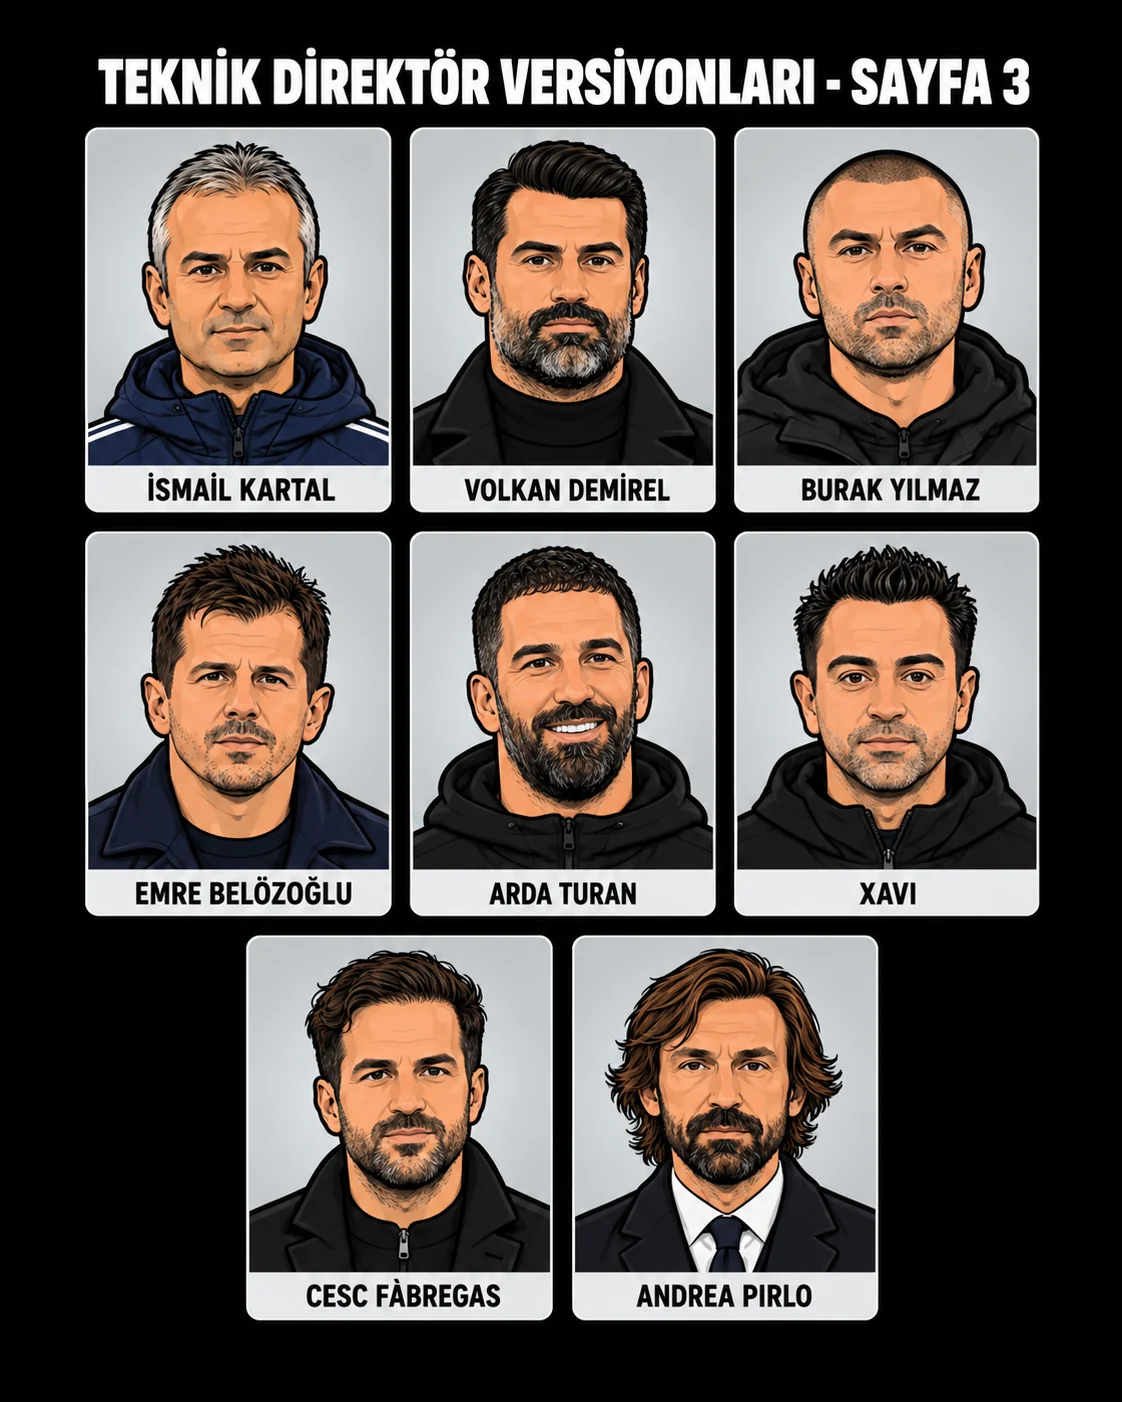 TEKNİK DİREKTÖR VERSİYONLARI - SAYFA 3
İSMAİL KARTAL
VOLKAN DEMİREL
BURAK YILMAZ
EMRE BELÖZOĞLU
ARDA TURAN
XAVI
CESC FÀBREGAS
ANDREA PIRLO